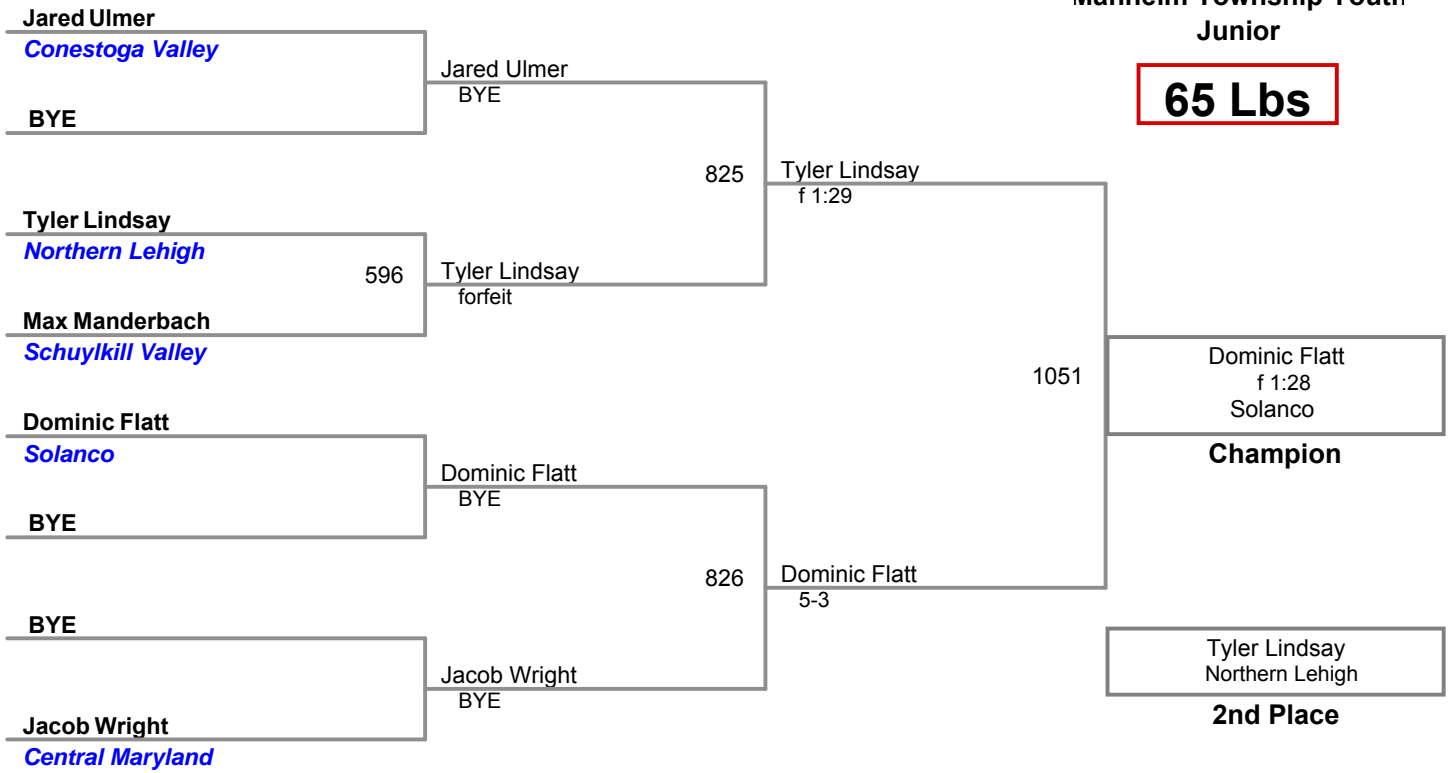 Manheim Township Youth
Junior
65 Lbs
Jared Ulmer
Conestoga Valley
BYE
Tyler Lindsay
Northern Lehigh
596
Max Manderbach
Schuylkill Valley
Dominic Flatt
Solanco
BYE
BYE
Jacob Wright
Central Maryland
Jared Ulmer
BYE
825
Tyler Lindsay
forfeit
Dominic Flatt
BYE
826
Jacob Wright
BYE
Tyler Lindsay
f 1:29
1051
Dominic Flatt
5-3
Dominic Flatt
f 1:28
Solanco
Champion
Tyler Lindsay
Northern Lehigh
2nd Place